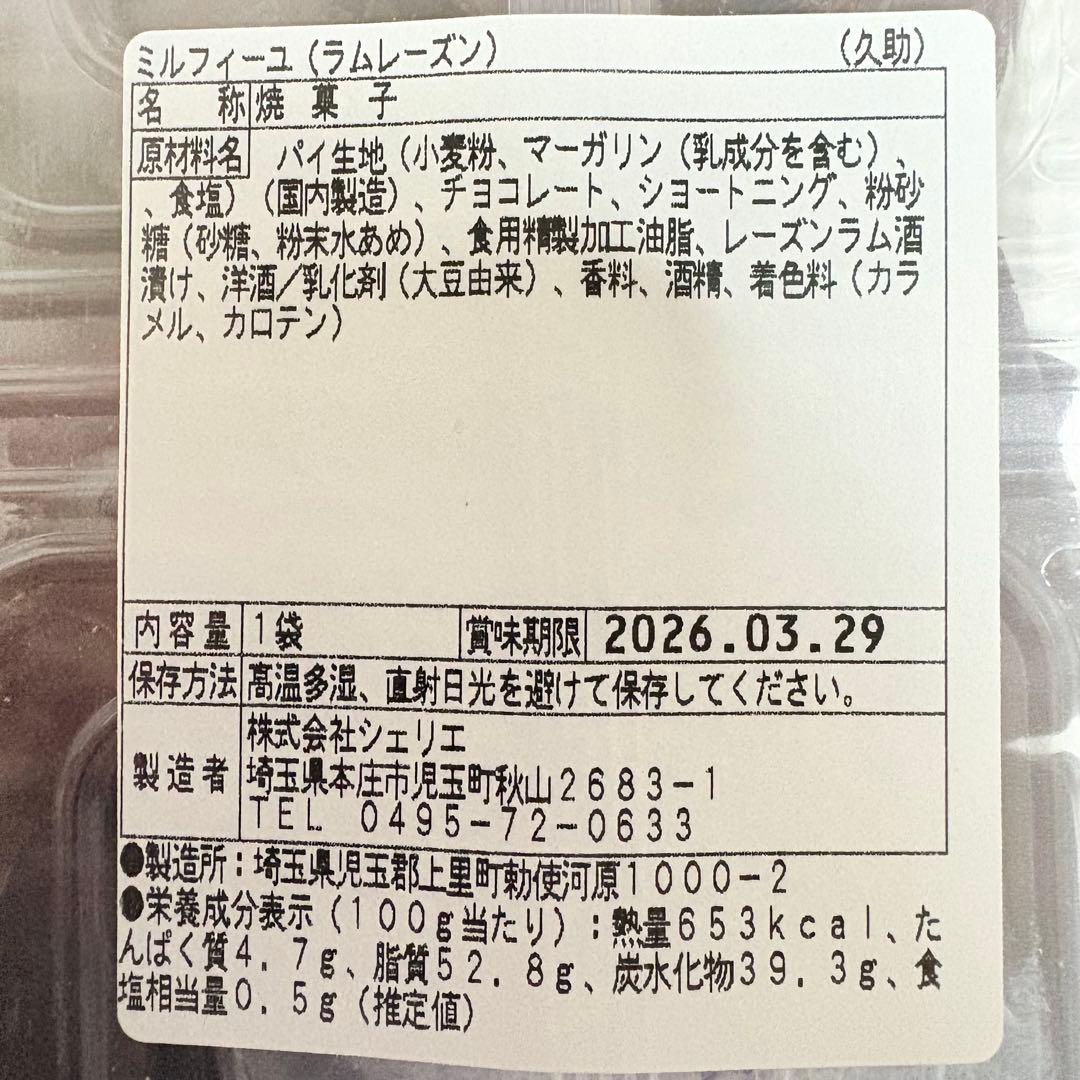 ミルフィーユ（ラムレーズン）　（久助）
名　称 焼　菓　子
原材料名 パイ生地（小麦粉、マーガリン（乳成分を含む）、
、食塩）（国内製造）、チョコレート、ショートニング、粉砂
糖（砂糖、粉末水あめ）、食用精製加工油脂、レーズンラム酒
漬け、洋酒／乳化剤（大豆由来）、香料、酒精、着色料（カラ
メル、カロテン）
内容量 1袋 賞味期限 2026.03.29
保存方法 高温多湿、直射日光を避けて保存してください。
製造者 株式会社シェリエ
埼玉県本庄市児玉町秋山２６８３－１
ＴＥＬ　０４９５－７２－０６３３
●製造所：埼玉県児玉郡上里町勅使河原１０００－２
●栄養成分表示（１００ｇ当たり）：熱量６５３ｋｃａｌ、た
んぱく質４．７ｇ、脂質５２．８ｇ、炭水化物３９．３ｇ、食
塩相当量０．５ｇ（推定値）